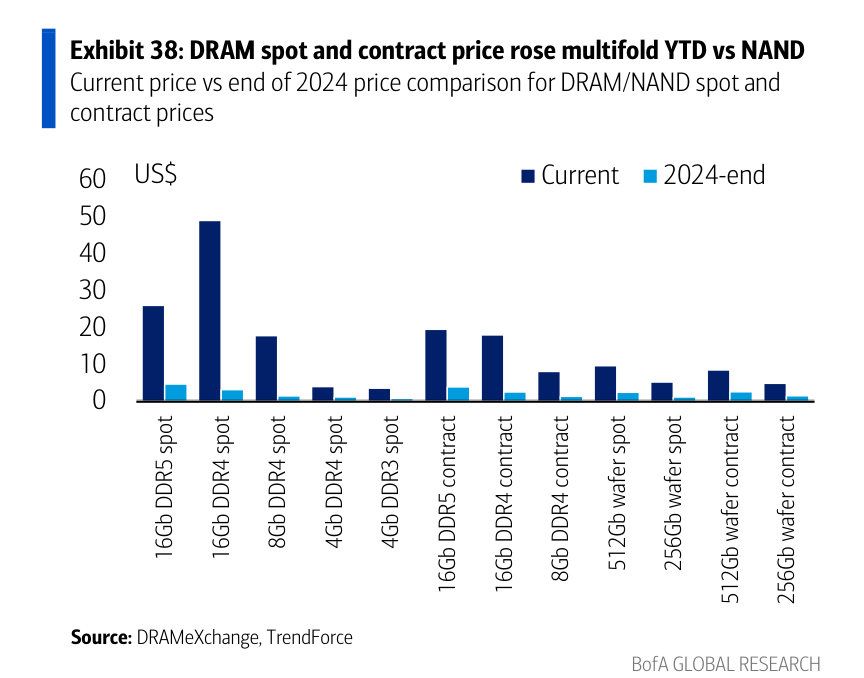 Exhibit 38: DRAM spot and contract price rose multifold YTD vs NAND
Current price vs end of 2024 price comparison for DRAM/NAND spot and
contract prices
US$
Current
2024-end
60
50
40
30
20
10
0
16Gb DDR5 spot
16Gb DDR4 spot
8Gb DDR4 spot
4Gb DDR4 spot
4Gb DDR3 spot
16Gb DDR5 contract
16Gb DDR4 contract
8Gb DDR4 contract
512Gb wafer spot
256Gb wafer spot
512Gb wafer contract
256Gb wafer contract
Source: DRAMeXchange, TrendForce
BofA GLOBAL RESEARCH